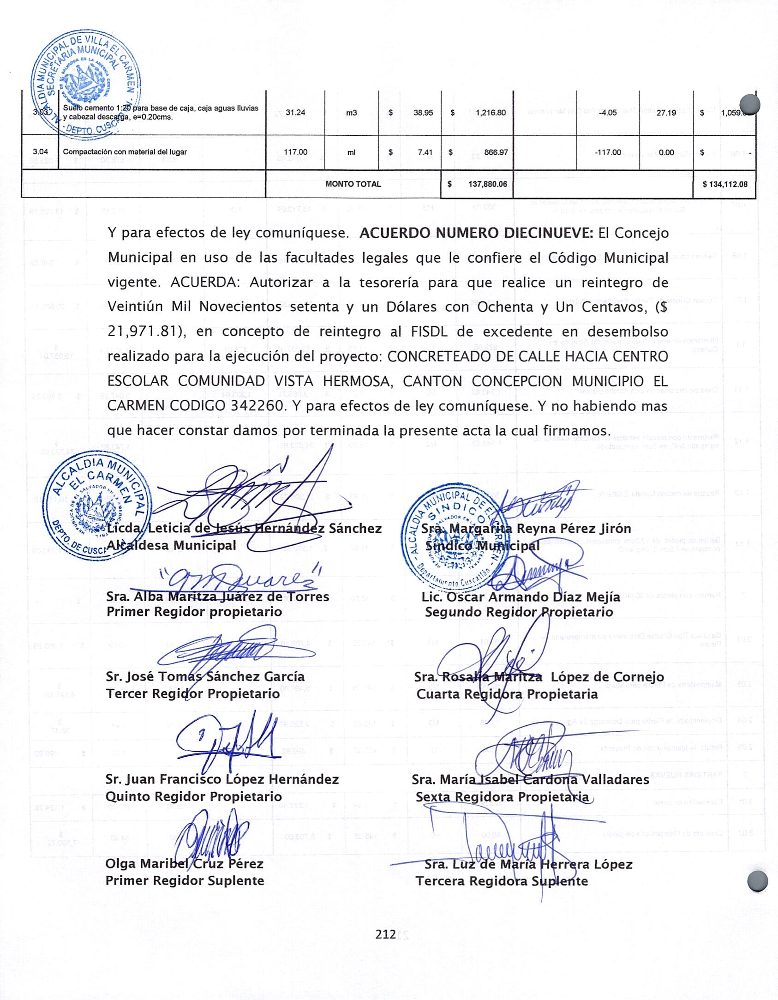 ALCALDIA MUNICIPAL DE VILLA EL CARMEN
SECRETARIA MUNICIPAL
DEPTO. CUSCATLAN
3.03 Suelo cemento 1:20 para base de caja, caja aguas lluvias y cabezal descarga, e=0.20cms. 31.24 m3 $ 38.95 $ 1,216.80 -4.05 27.19 $ 1,059.
3.04 Compactación con material del lugar 117.00 ml $ 7.41 $ 866.97 -117.00 0.00 $ -
MONTO TOTAL $ 137,880.06 $ 134,112.08
Y para efectos de ley comuníquese. ACUERDO NUMERO DIECINUEVE: El Concejo
Municipal en uso de las facultades legales que le confiere el Código Municipal
vigente. ACUERDA: Autorizar a la tesorería para que realice un reintegro de
Veintiún Mil Novecientos setenta y un Dólares con Ochenta y Un Centavos, ($
21,971.81), en concepto de reintegro al FISDL de excedente en desembolso
realizado para la ejecución del proyecto: CONCRETEADO DE CALLE HACIA CENTRO
ESCOLAR COMUNIDAD VISTA HERMOSA, CANTON CONCEPCION MUNICIPIO EL
CARMEN CODIGO 342260. Y para efectos de ley comuníquese. Y no habiendo mas
que hacer constar damos por terminada la presente acta la cual firmamos.
ALCALDIA MUNICIPAL
EL CARMEN
DEPTO. DE CUSCATLAN
ALCALDIA MUNICIPAL DE EL CARMEN
SINDICO
Departamento Cuscatlán
Licda. Leticia de Jesús Hernández Sánchez
Alcaldesa Municipal
Sra. Margarita Reyna Pérez Jirón
Síndico Municipal
Sra. Alba Maritza Juárez de Torres
Primer Regidor propietario
Lic. Oscar Armando Díaz Mejía
Segundo Regidor Propietario
Sr. José Tomás Sánchez García
Tercer Regidor Propietario
Sra. Rosalía Maritza López de Cornejo
Cuarta Regidora Propietaria
Sr. Juan Francisco López Hernández
Quinto Regidor Propietario
Sra. María Isabel Cardona Valladares
Sexta Regidora Propietaria
Olga Maribel Cruz Pérez
Primer Regidor Suplente
Sra. Luz de María Herrera López
Tercera Regidora Suplente
212